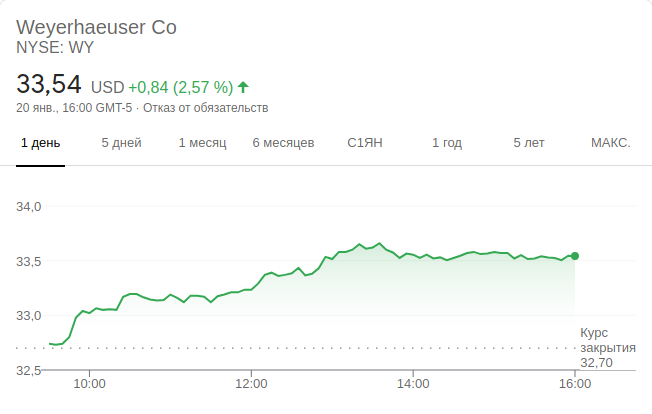 Weyerhaeuser Co
NYSE: WY
33,54 USD +0,84 (2,57 %)
20 янв., 16:00 GMT-5 · Отказ от обязательств
1 день 5 дней 1 месяц 6 месяцев С1ЯН 1 год 5 лет МАКС.
34,0
33,5
33,0
Курс
закрытия
32,70
32,5
10:00 12:00 14:00 16:00